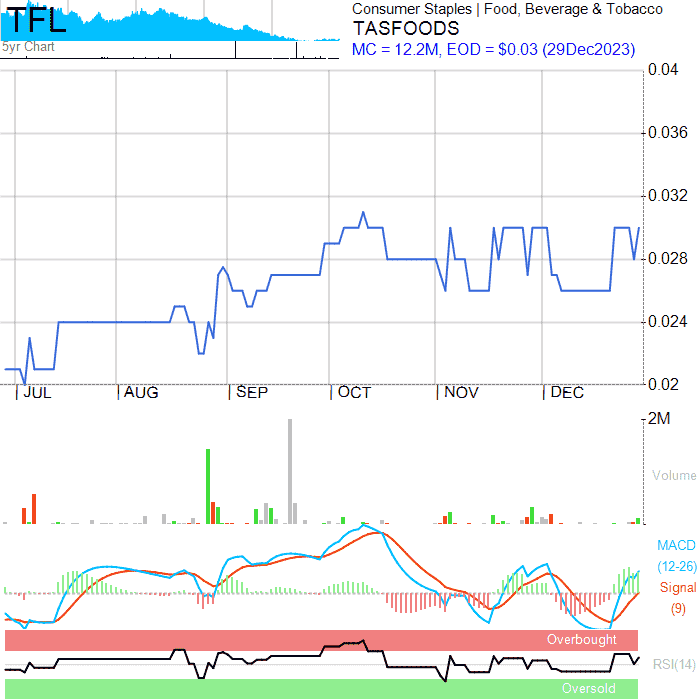 TFL
5yr Chart
Consumer Staples | Food, Beverage & Tobacco
TASFOODS
MC = 12.2M, EOD = $0.03 (29Dec2023)
0.04
0.036
0.032
0.028
0.024
0.02
JUL
AUG
SEP
OCT
NOV
DEC
2M
Volume
MACD
(12-26)
Signal
(9)
Overbought
RSI(14)
Oversold